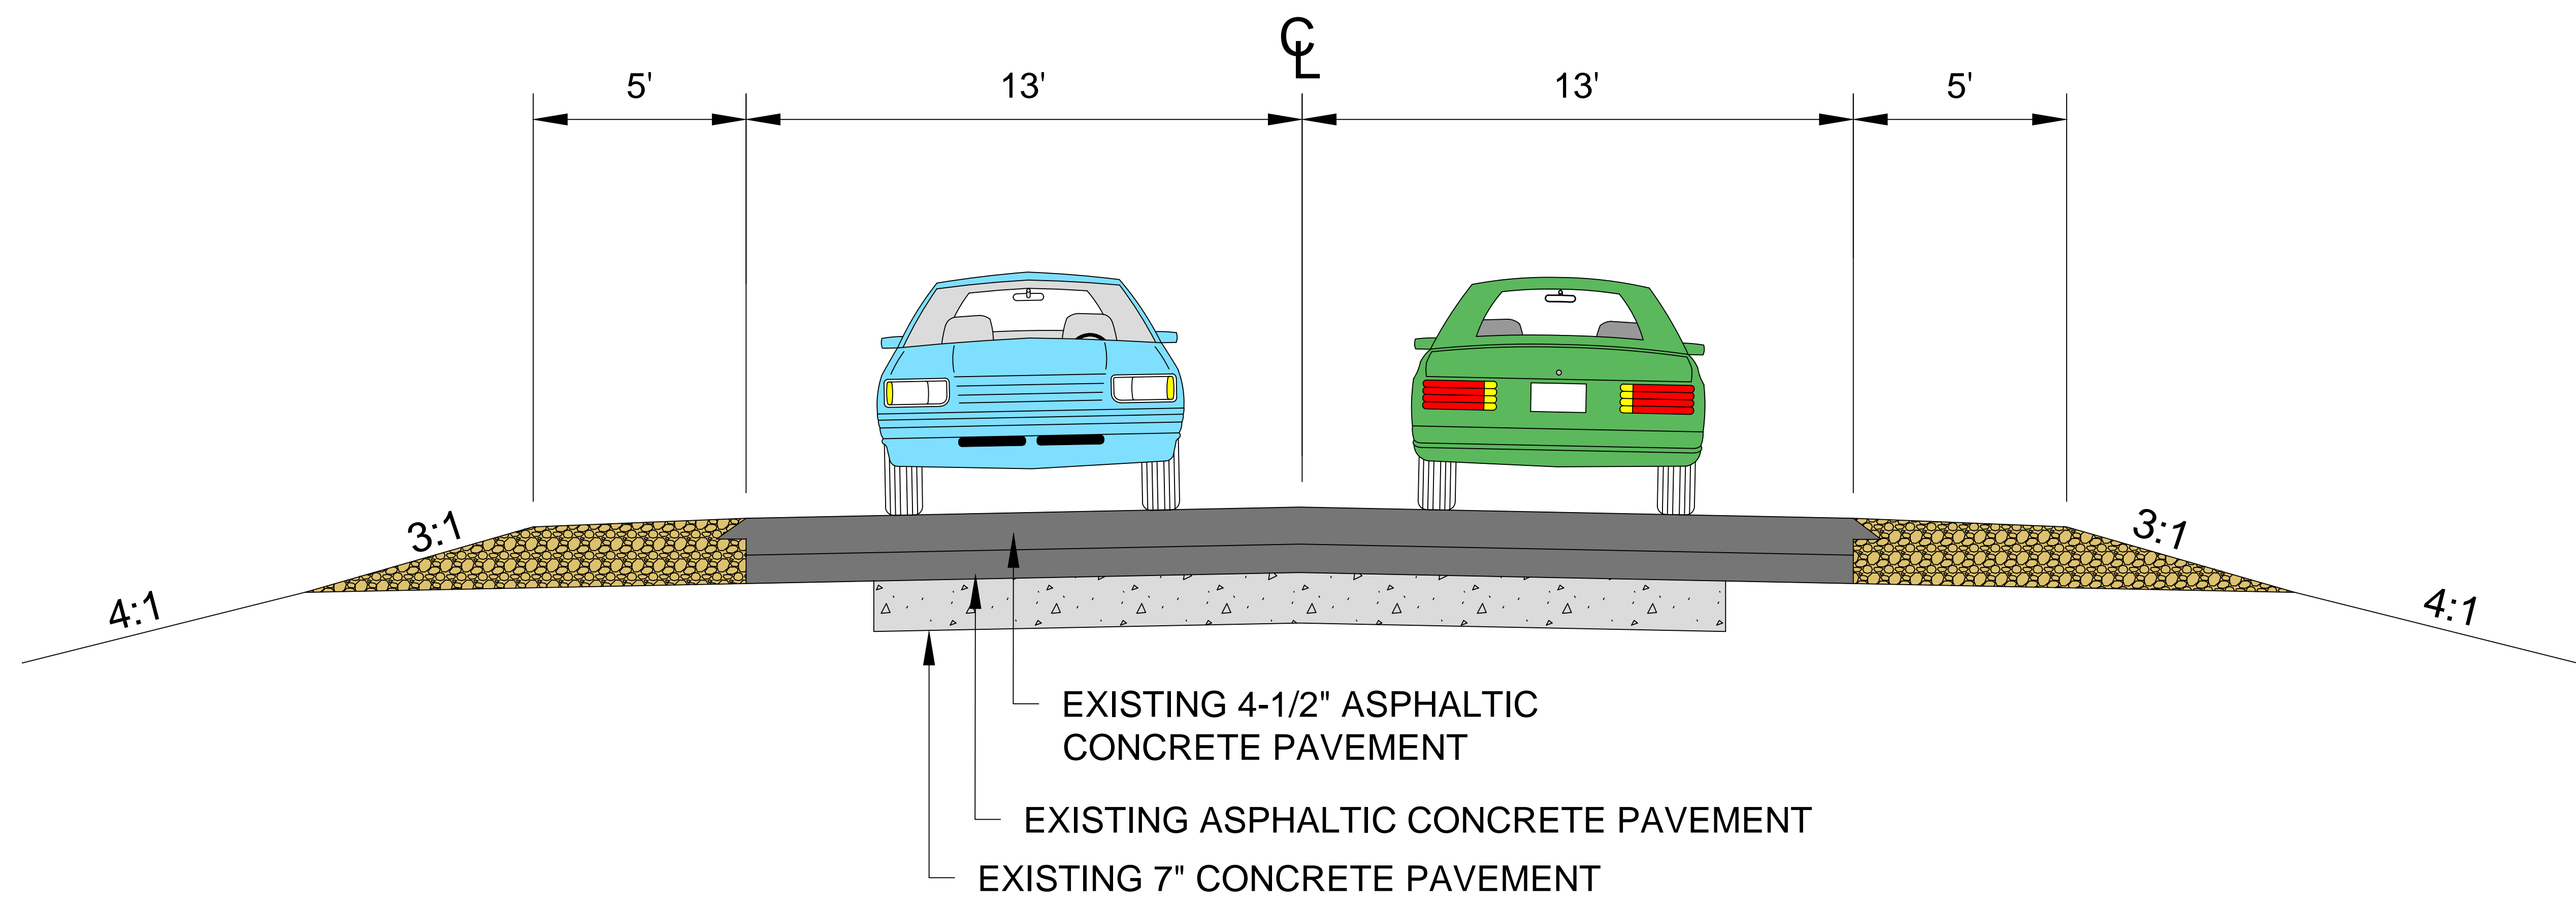 ℄
5' 13' 13' 5'
3:1 3:1
4:1 4:1
EXISTING 4-1/2" ASPHALTIC
CONCRETE PAVEMENT
EXISTING ASPHALTIC CONCRETE PAVEMENT
EXISTING 7" CONCRETE PAVEMENT